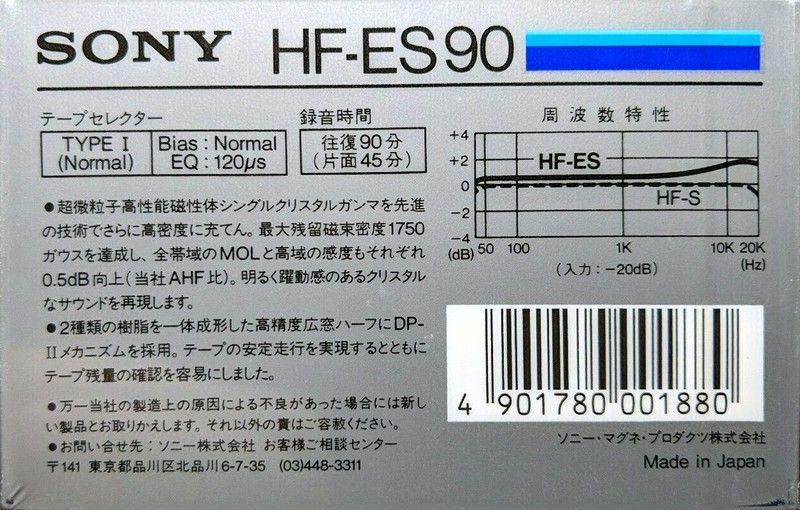 SONY HF-ES90
テープセレクター
TYPE I
(Normal)
Bias : Normal
EQ : 120μs
録音時間
往復90分
(片面45分)
●超微粒子高性能磁性体シングルクリスタルガンマを先進
の技術でさらに高密度に充てん。最大残留磁束密度1750
ガウスを達成し、全帯域のMOLと高域の感度もそれぞれ
0.5dB向上(当社AHF比)。明るく躍動感のあるクリスタル
なサウンドを再現します。
●2種類の樹脂を一体成形した高精度広窓ハーフにDP-
IIメカニズムを採用。テープの安定走行を実現するとともに
テープ残量の確認を容易にしました。
●万一当社の製造上の原因による不良があった場合には新し
い製品とお取りかえします。それ以外の責はご容赦ください。
●お問い合せ先：ソニー株式会社 お客様ご相談センター
〒141 東京都品川区北品川6-7-35 (03)448-3311
周波数特性
+4
+2
0
−2
−4
(dB)
HF-ES
HF-S
50 100 1K 10K 20K
(Hz)
(入力：−20dB)
4 901780 001880
ソニー・マグネ・プロダクツ株式会社
Made in Japan